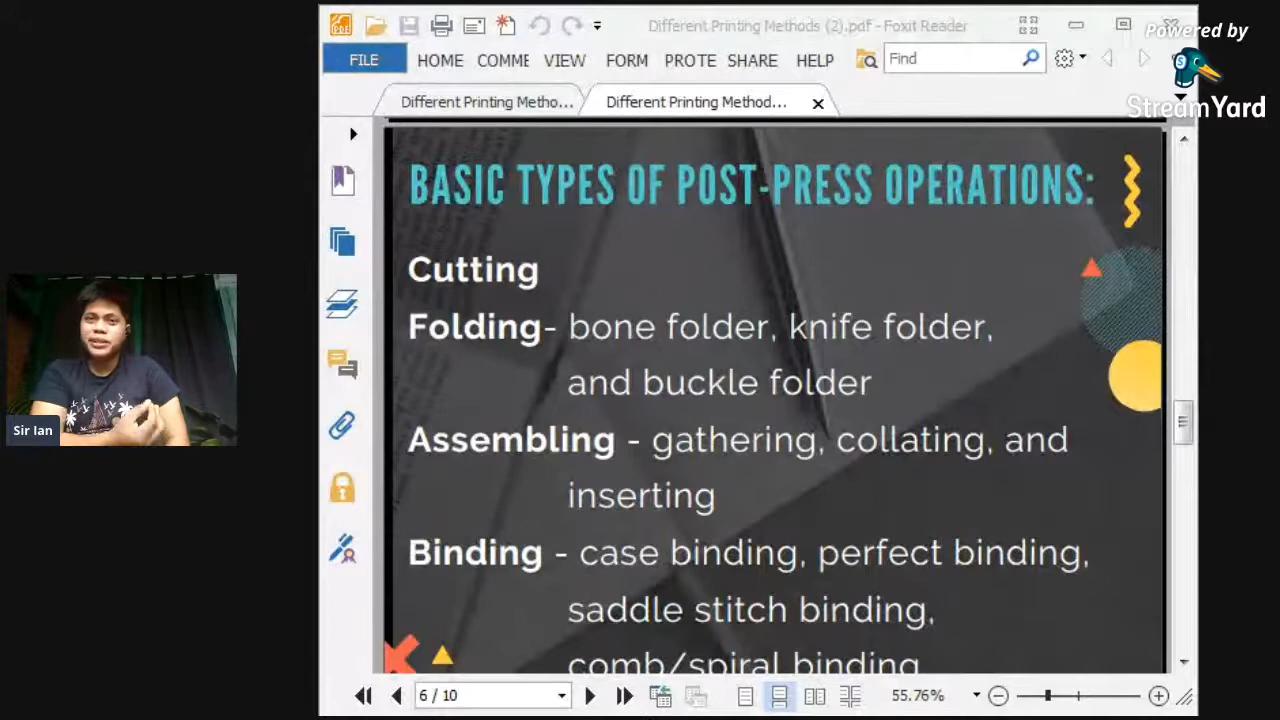 Different Printing Methods (2).pdf - Foxit Reader
Powered by
StreamYard
FILE HOME COMME VIEW FORM PROTE SHARE HELP Find
Different Printing Metho... Different Printing Method...
BASIC TYPES OF POST-PRESS OPERATIONS:
Cutting
Folding- bone folder, knife folder,
and buckle folder
Assembling - gathering, collating, and
inserting
Binding - case binding, perfect binding,
saddle stitch binding,
comb/spiral binding
Sir Ian
6 / 10
55.76%